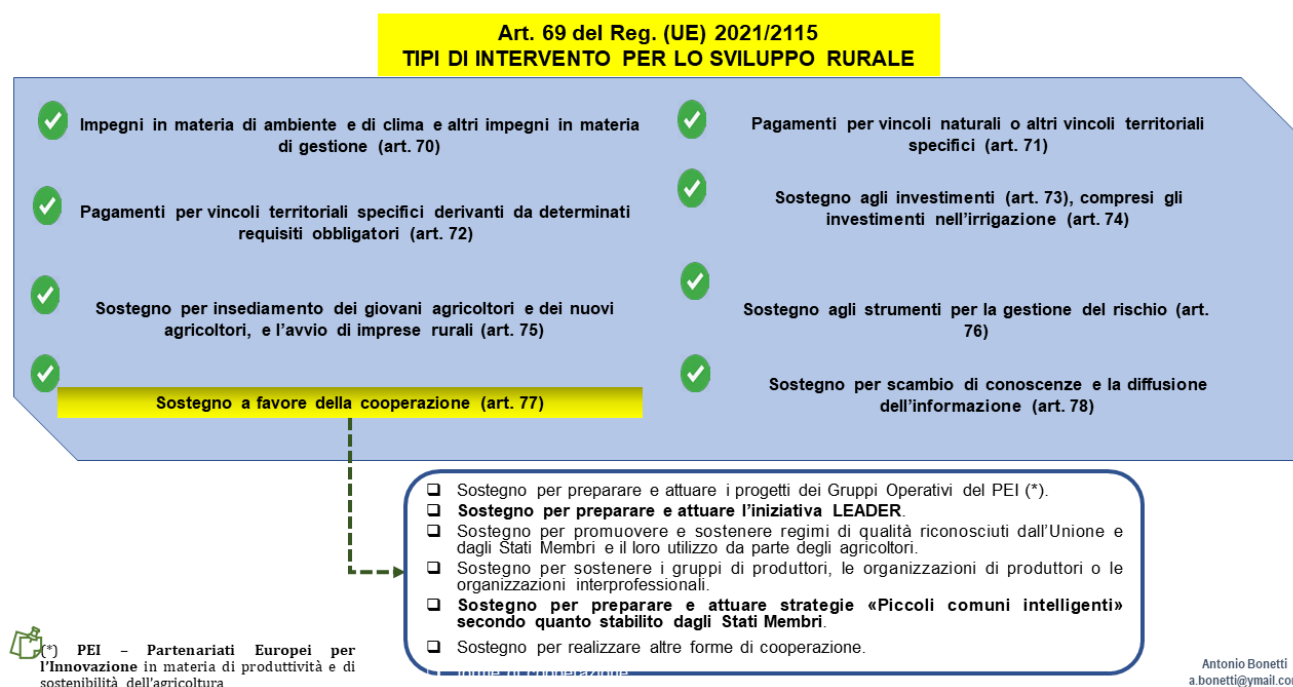 Art. 69 del Reg. (UE) 2021/2115
TIPI DI INTERVENTO PER LO SVILUPPO RURALE
Impegni in materia di ambiente e di clima e altri impegni in materia
di gestione (art. 70)
Pagamenti per vincoli naturali o altri vincoli territoriali
specifici (art. 71)
Pagamenti per vincoli territoriali specifici derivanti da determinati
requisiti obbligatori (art. 72)
Sostegno agli investimenti (art. 73), compresi gli
investimenti nell'irrigazione (art. 74)
Sostegno per insediamento dei giovani agricoltori e dei nuovi
agricoltori, e l'avvio di imprese rurali (art. 75)
Sostegno agli strumenti per la gestione del rischio (art.
76)
Sostegno a favore della cooperazione (art. 77)
Sostegno per scambio di conoscenze e la diffusione
dell'informazione (art. 78)
Sostegno per preparare e attuare i progetti dei Gruppi Operativi del PEI (*).
Sostegno per preparare e attuare l'iniziativa LEADER.
Sostegno per promuovere e sostenere regimi di qualità riconosciuti dall'Unione e
dagli Stati Membri e il loro utilizzo da parte degli agricoltori.
Sostegno per sostenere i gruppi di produttori, le organizzazioni di produttori o le
organizzazioni interprofessionali.
Sostegno per preparare e attuare strategie «Piccoli comuni intelligenti»
secondo quanto stabilito dagli Stati Membri.
Sostegno per realizzare altre forme di cooperazione.
forme di cooperazione
(*) PEI – Partenariati Europei per
l'Innovazione in materia di produttività e di
sostenibilità dell'agricoltura
Antonio Bonetti
a.bonetti@ymail.com